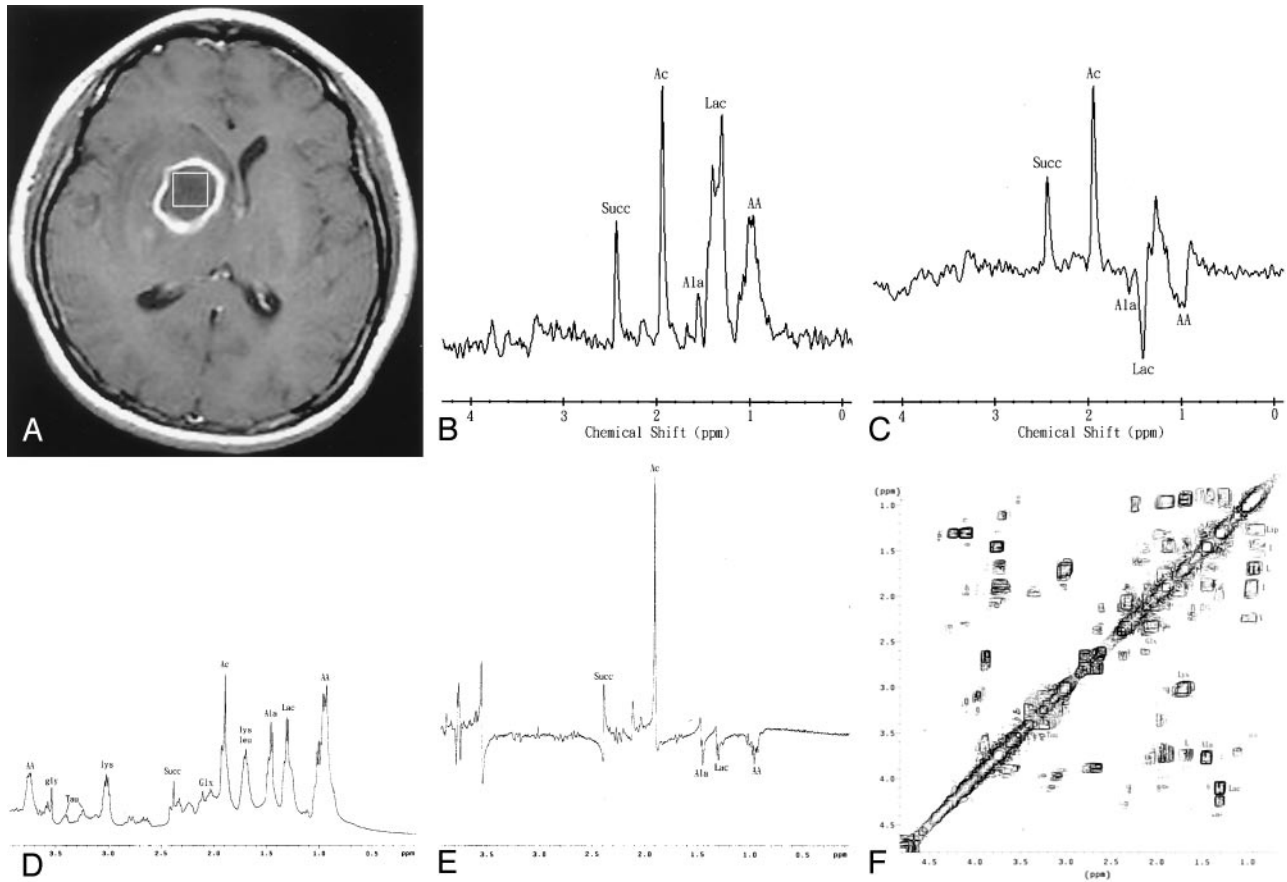 A
Ac
Lac
Succ
AA
Ala
4 3 2 1 0
Chemical Shift (ppm)
B
Ac
Succ
Ala
AA
Lac
4 3 2 1 0
Chemical Shift (ppm)
C
Ac
AA
Lac
Ala
lys
leu
AA
lys
gly
Succ
Glx
Tau
3.5 3.0 2.5 2.0 1.5 1.0 0.5 ppm
D
Ac
Succ
Ala
Lac
AA
3.5 3.0 2.5 2.0 1.5 1.0 0.5 ppm
E
(ppm)
1.0
1.5
2.0
2.5
3.0
3.5
4.0
4.5
Lip
I
L
I
Glx
Lys
Tau
L
Ala
Lac
4.5 4.0 3.5 3.0 2.5 2.0 1.5 1.0
(ppm)
F